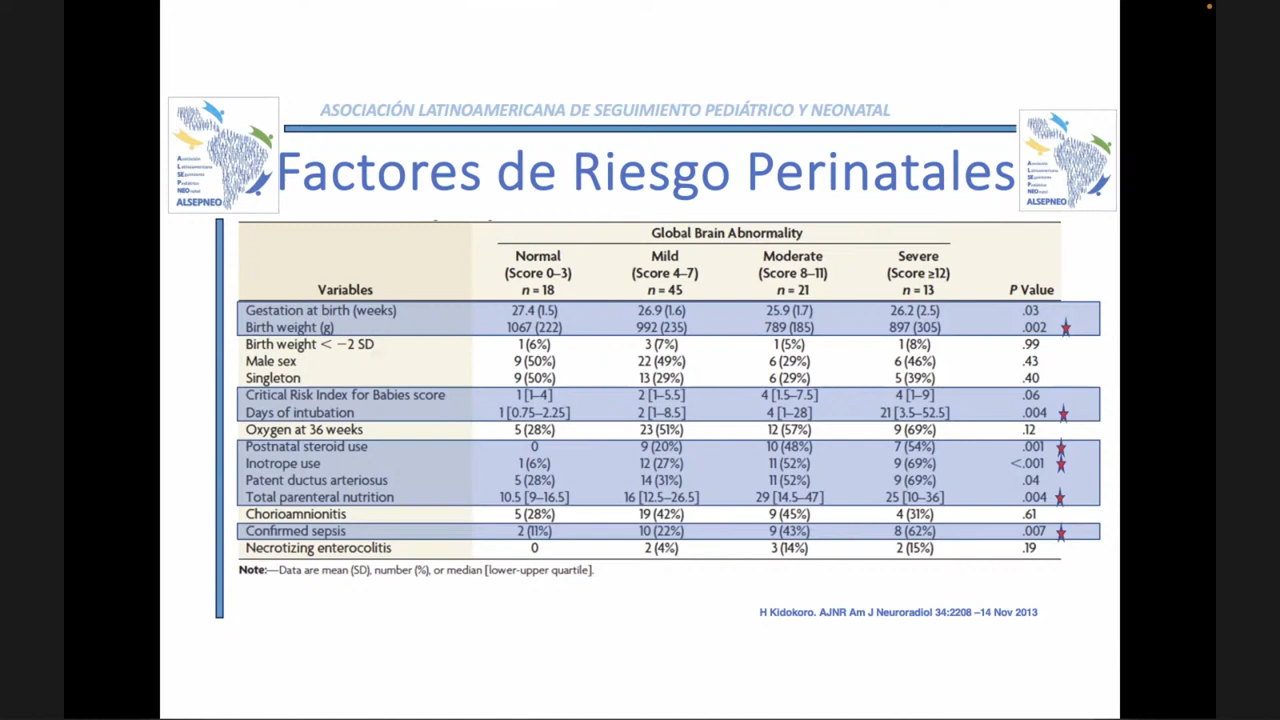 ASOCIACIÓN LATINOAMERICANA DE SEGUIMIENTO PEDIÁTRICO Y NEONATAL
ALSEPNEO
Factores de Riesgo Perinatales
ALSEPNEO
Global Brain Abnormality
Normal Mild Moderate Severe
(Score 0–3) (Score 4–7) (Score 8–11) (Score ≥12)
Variables n = 18 n = 45 n = 21 n = 13 P Value
Gestation at birth (weeks) 27.4 (1.5) 26.9 (1.6) 25.9 (1.7) 26.2 (2.5) .03
Birth weight (g) 1067 (222) 992 (235) 789 (185) 897 (305) .002
Birth weight < −2 SD 1 (6%) 3 (7%) 1 (5%) 1 (8%) .99
Male sex 9 (50%) 22 (49%) 6 (29%) 6 (46%) .43
Singleton 9 (50%) 13 (29%) 6 (29%) 5 (39%) .40
Critical Risk Index for Babies score 1 [1–4] 2 [1–5.5] 4 [1.5–7.5] 4 [1–9] .06
Days of intubation 1 [0.75–2.25] 2 [1–8.5] 4 [1–28] 21 [3.5–52.5] .004
Oxygen at 36 weeks 5 (28%) 23 (51%) 12 (57%) 9 (69%) .12
Postnatal steroid use 0 9 (20%) 10 (48%) 7 (54%) .001
Inotrope use 1 (6%) 12 (27%) 11 (52%) 9 (69%) <.001
Patent ductus arteriosus 5 (28%) 14 (31%) 11 (52%) 9 (69%) .04
Total parenteral nutrition 10.5 [9–16.5] 16 [12.5–26.5] 29 [14.5–47] 25 [10–36] .004
Chorioamnionitis 5 (28%) 19 (42%) 9 (45%) 4 (31%) .61
Confirmed sepsis 2 (11%) 10 (22%) 9 (43%) 8 (62%) .007
Necrotizing enterocolitis 0 2 (4%) 3 (14%) 2 (15%) .19
Note:—Data are mean (SD), number (%), or median [lower-upper quartile].
H Kidokoro. AJNR Am J Neuroradiol 34:2208 –14 Nov 2013